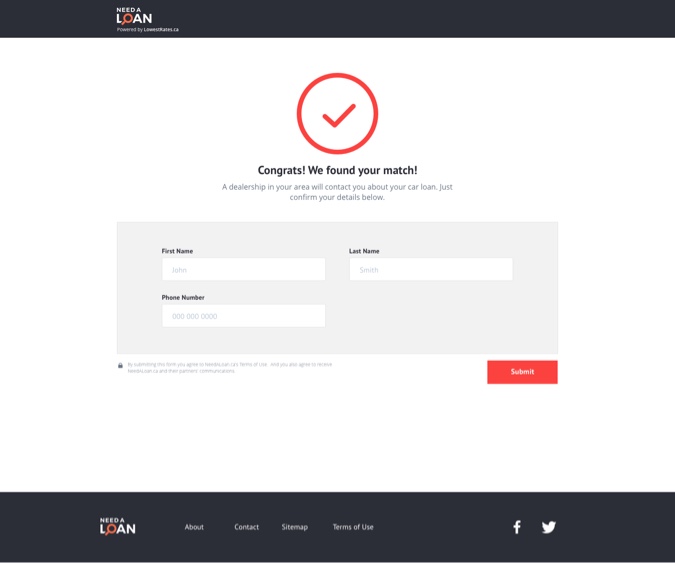 NEED A
LOAN
Powered by LowestRates.ca
Congrats! We found your match!
A dealership in your area will contact you about your car loan. Just
confirm your details below.
First Name
Last Name
John
Smith
Phone Number
000 000 0000
By submitting this form you agree to NeedaLoan.ca's Terms of Use. And you also agree to receive
NeedaLoan.ca and their partners' communications
Submit
NEED A
LOAN
About
Contact
Sitemap
Terms of Use